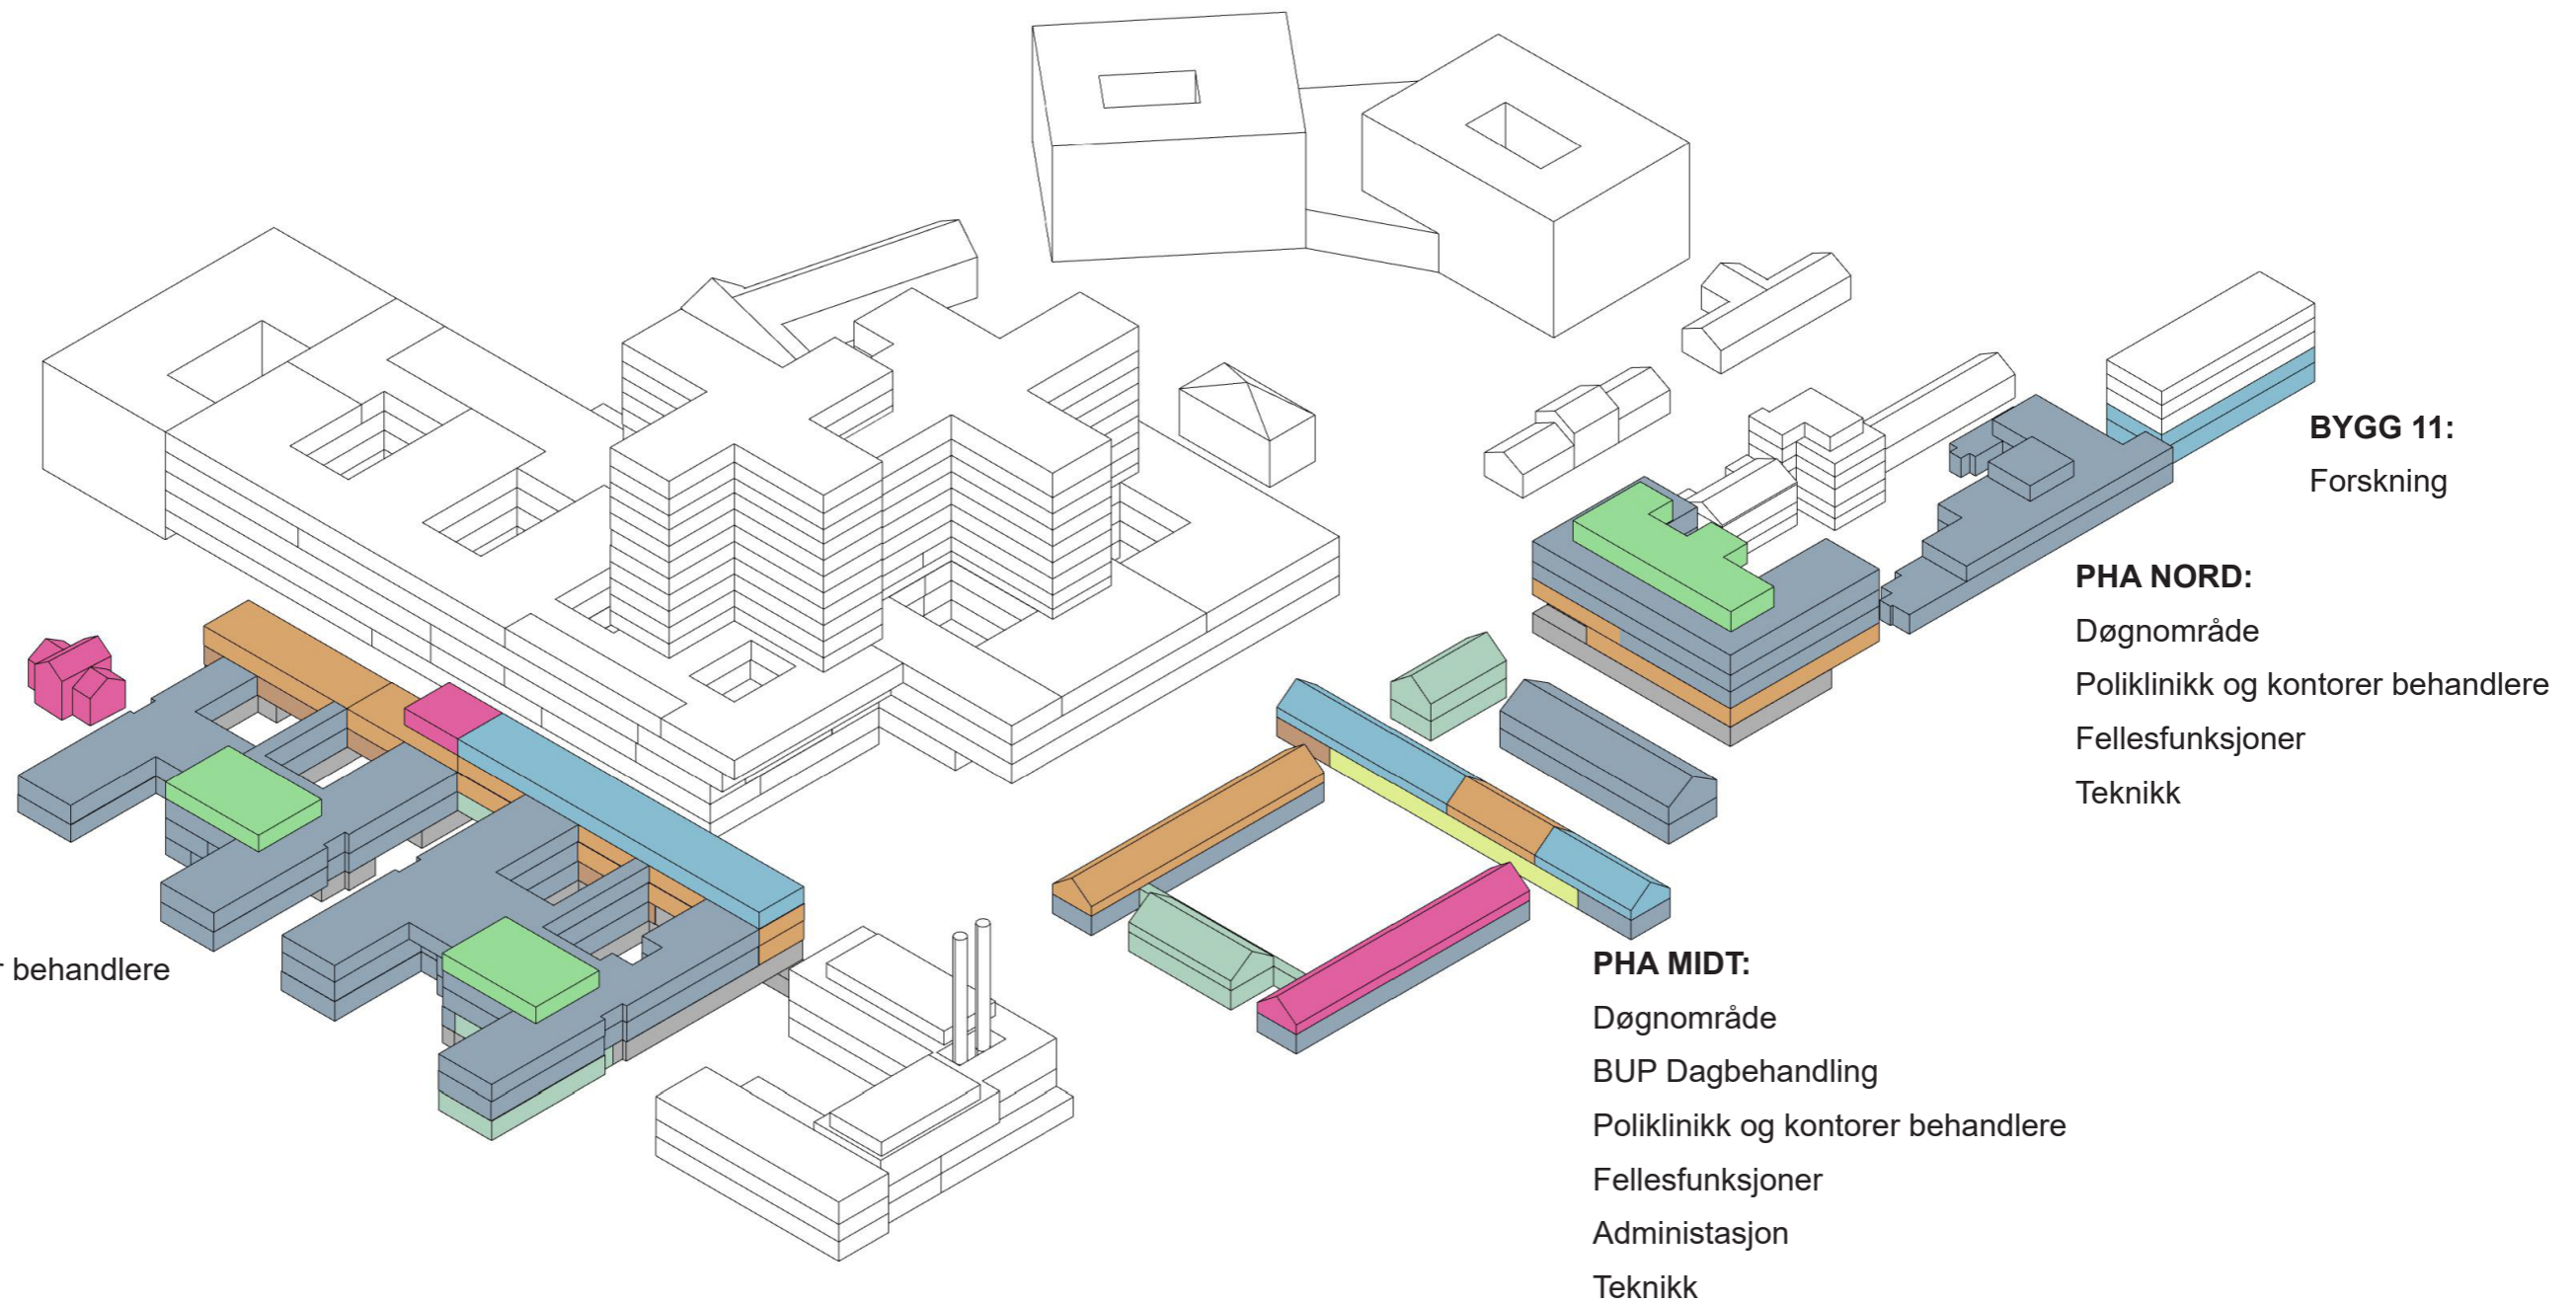 BYGG 11:
Forskning
PHA NORD:
Døgnområde
Poliklinikk og kontorer behandlere
Fellesfunksjoner
Teknikk
behandlere
PHA MIDT:
Døgnområde
BUP Dagbehandling
Poliklinikk og kontorer behandlere
Fellesfunksjoner
Administasjon
Teknikk